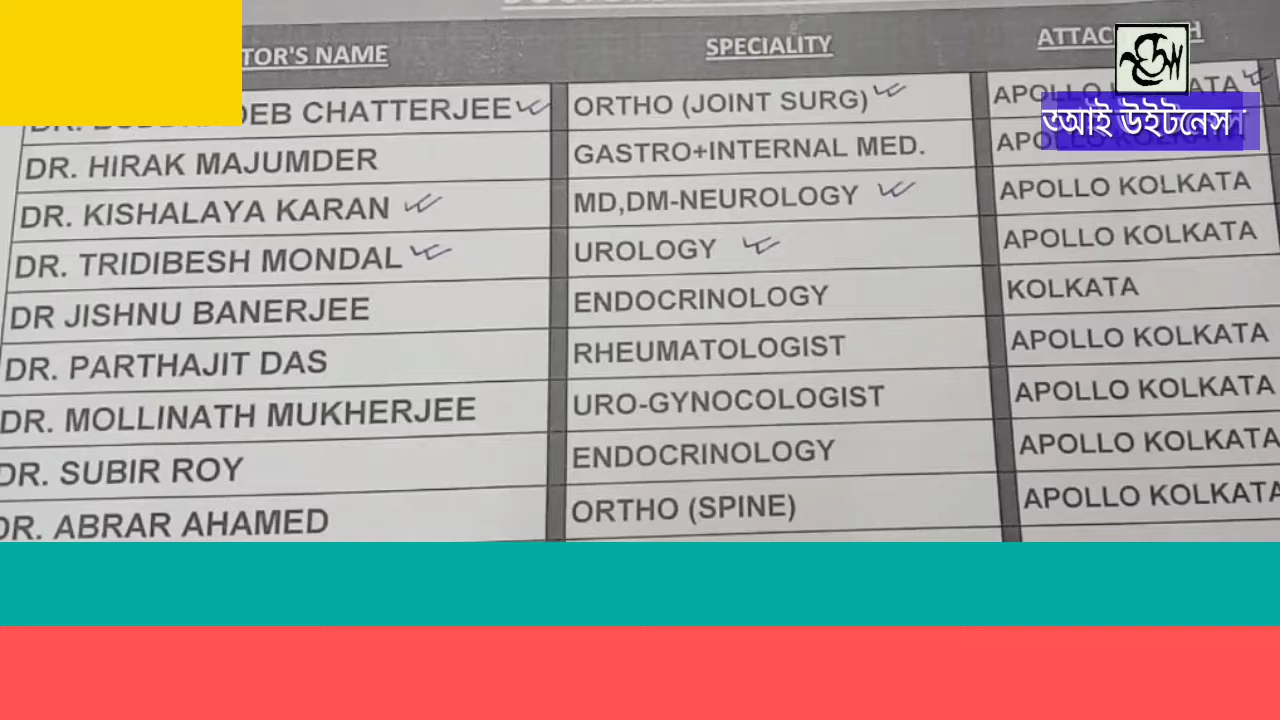 TOR'S NAME SPECIALITY
DEB CHATTERJEE ORTHO (JOINT SURG)
DR. HIRAK MAJUMDER GASTRO+INTERNAL MED.
DR. KISHALAYA KARAN MD,DM-NEUROLOGY APOLLO KOLKATA
DR. TRIDIBESH MONDAL UROLOGY APOLLO KOLKATA
DR JISHNU BANERJEE ENDOCRINOLOGY KOLKATA
DR. PARTHAJIT DAS RHEUMATOLOGIST APOLLO KOLKATA
DR. MOLLINATH MUKHERJEE URO-GYNOCOLOGIST APOLLO KOLKATA
DR. SUBIR ROY ENDOCRINOLOGY APOLLO KOLKATA
DR. ABRAR AHAMED ORTHO (SPINE) APOLLO KOLKATA
আই উইটনেস